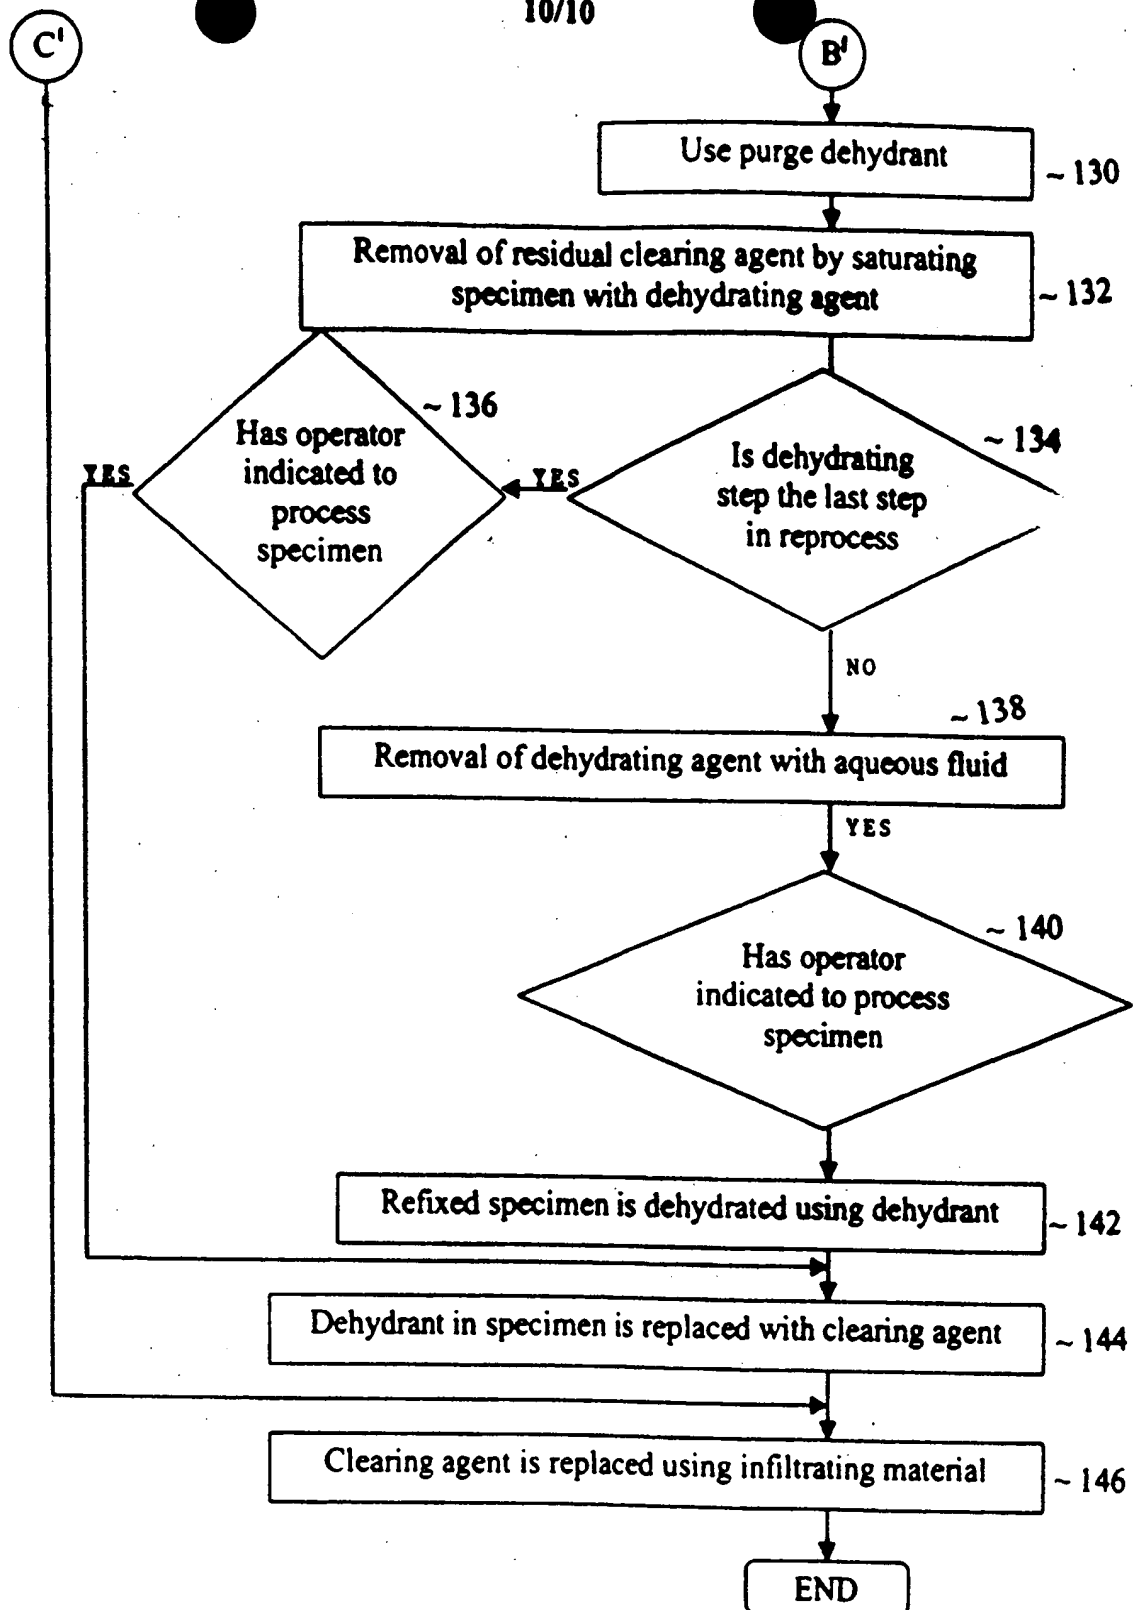 10/10
C'
B'
Use purge dehydrant
~ 130
Removal of residual clearing agent by saturating
specimen with dehydrating agent
~ 132
~ 136
Has operator
indicated to
process
specimen
YES
YES
~ 134
Is dehydrating
step the last step
in reprocess
NO
~ 138
Removal of dehydrating agent with aqueous fluid
YES
~ 140
Has operator
indicated to process
specimen
Refixed specimen is dehydrated using dehydrant
~ 142
Dehydrant in specimen is replaced with clearing agent
~ 144
Clearing agent is replaced using infiltrating material
~ 146
END